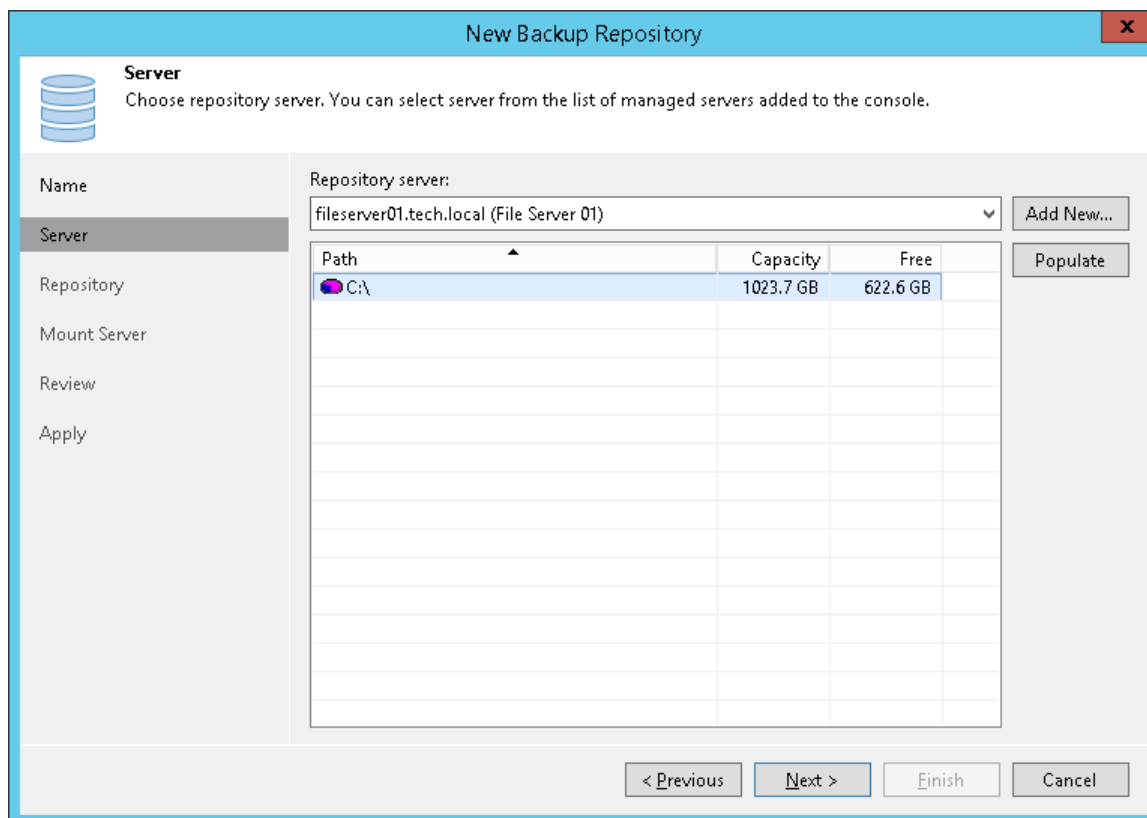 New Backup Repository
x
Server
Choose repository server. You can select server from the list of managed servers added to the console.
Name
Server
Repository
Mount Server
Review
Apply
Repository server:
fileserver01.tech.local (File Server 01)
Add New...
Populate
Path Capacity Free
C:\ 1023.7 GB 622.6 GB
< Previous Next > Finish Cancel